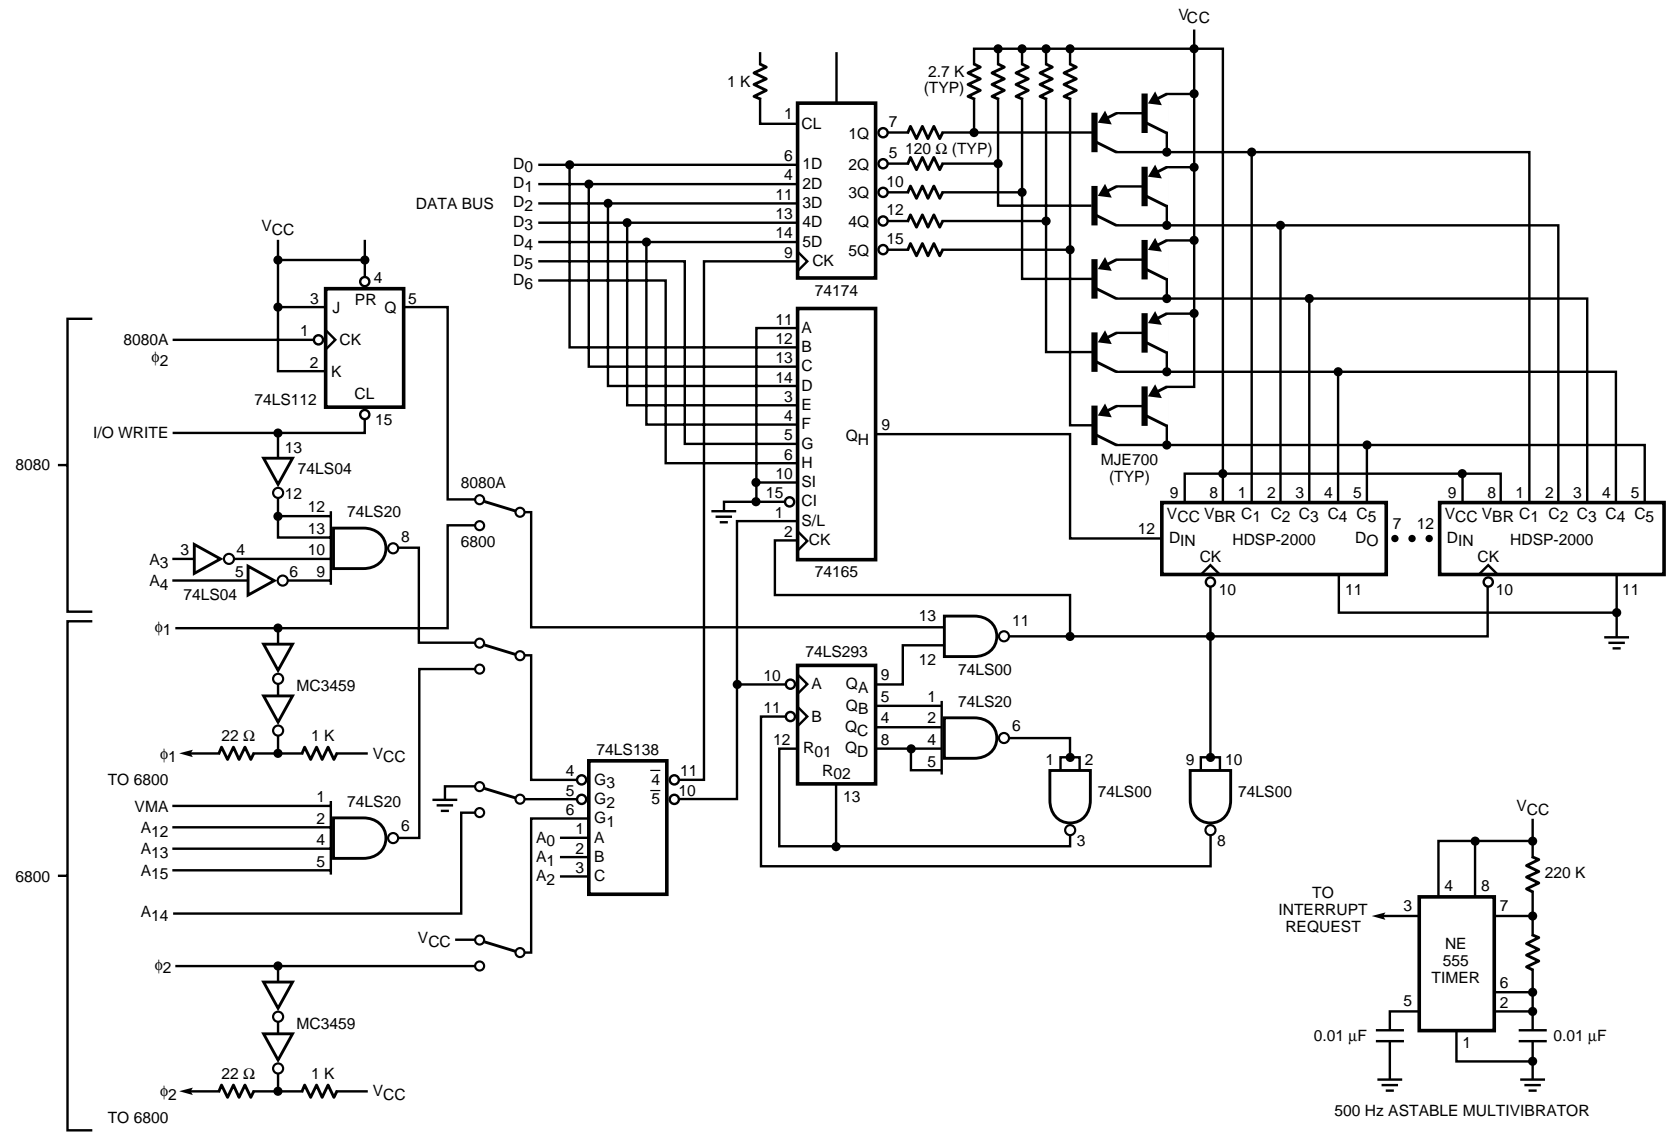 VCC
1 K
2.7 K
(TYP)
1
CL
1Q
7
120 Ω (TYP)
D0
6
1D
2Q
5
D1
4
2D
DATA BUS
D2
11
3D
3Q
10
D3
13
4D
4Q
12
D4
14
5D
5Q
15
D5
9
CK
D6
74174
VCC
4
3
J
PR
Q
5
8080A
ϕ2
1
CK
2
K
CL
74LS112
15
11
A
12
B
13
C
14
D
3
E
4
F
5
G
6
H
10
SI
15
CI
1
S/L
2
CK
QH
9
74165
MJE700
(TYP)
I/O WRITE
8080
13
74LS04
12
74LS20
12
13
10
9
8
A3
3
4
A4
5
6
74LS04
8080A
6800
9
8
1
2
3
4
5
VCC
VBR
C1
C2
C3
C4
C5
12
DIN
HDSP-2000
DO
CK
10
11
7
12
9
8
1
2
3
4
5
VCC
VBR
C1
C2
C3
C4
C5
DIN
HDSP-2000
CK
10
11
ϕ1
MC3459
22 Ω
1 K
ϕ1
VCC
TO 6800
13
12
11
74LS00
74LS293
10
A
QA
9
11
B
QB
5
QC
4
12
R01
QD
8
R02
13
74LS20
1
2
4
5
6
1
2
74LS00
3
9
10
74LS00
8
6800
VMA
1
74LS20
A12
2
A13
4
6
A15
5
A14
74LS138
4
G3
4
11
5
G2
5
10
6
G1
A0
1
A
A1
2
B
A2
3
C
VCC
ϕ2
MC3459
22 Ω
1 K
ϕ2
VCC
TO 6800
VCC
220 K
4
8
TO
INTERRUPT
REQUEST
3
7
NE
555
TIMER
6
5
2
1
0.01 µF
0.01 µF
500 Hz ASTABLE MULTIVIBRATOR